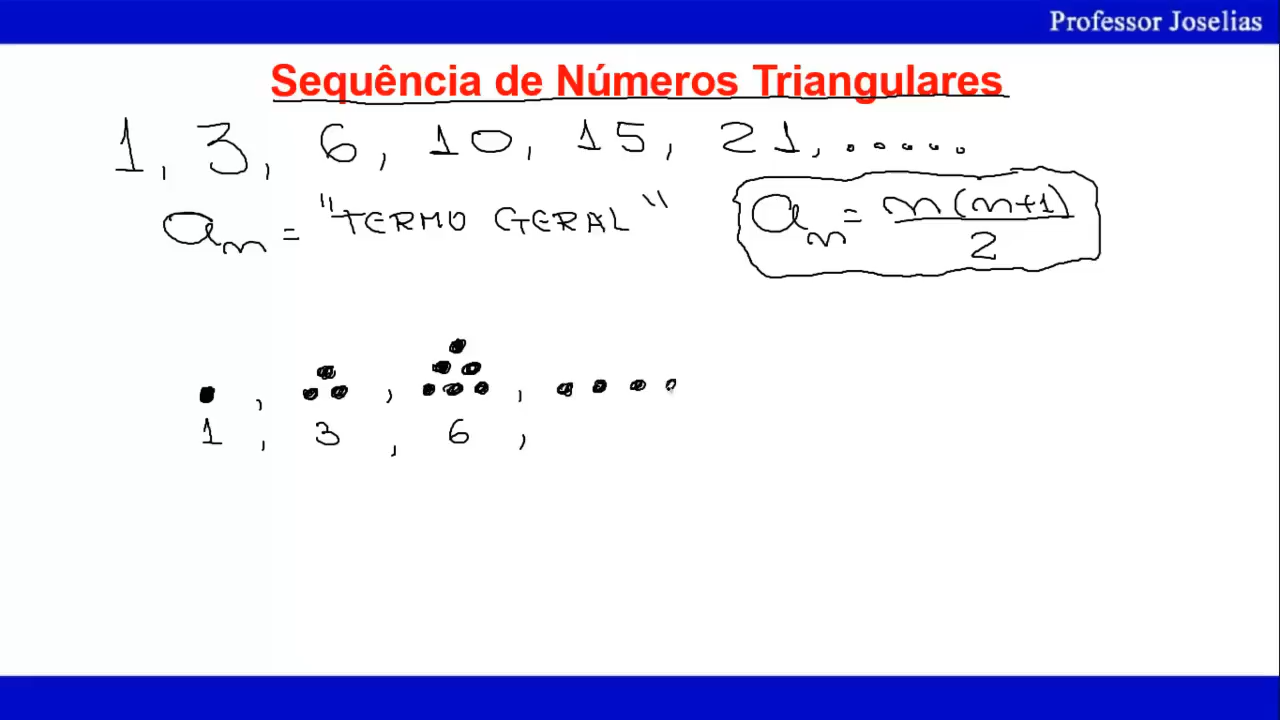 Professor Joselias
Sequência de Números Triangulares
1, 3, 6, 10, 15, 21, .....
an = "TERMO GERAL" an = n(n+1)/2
1, 3, 6,